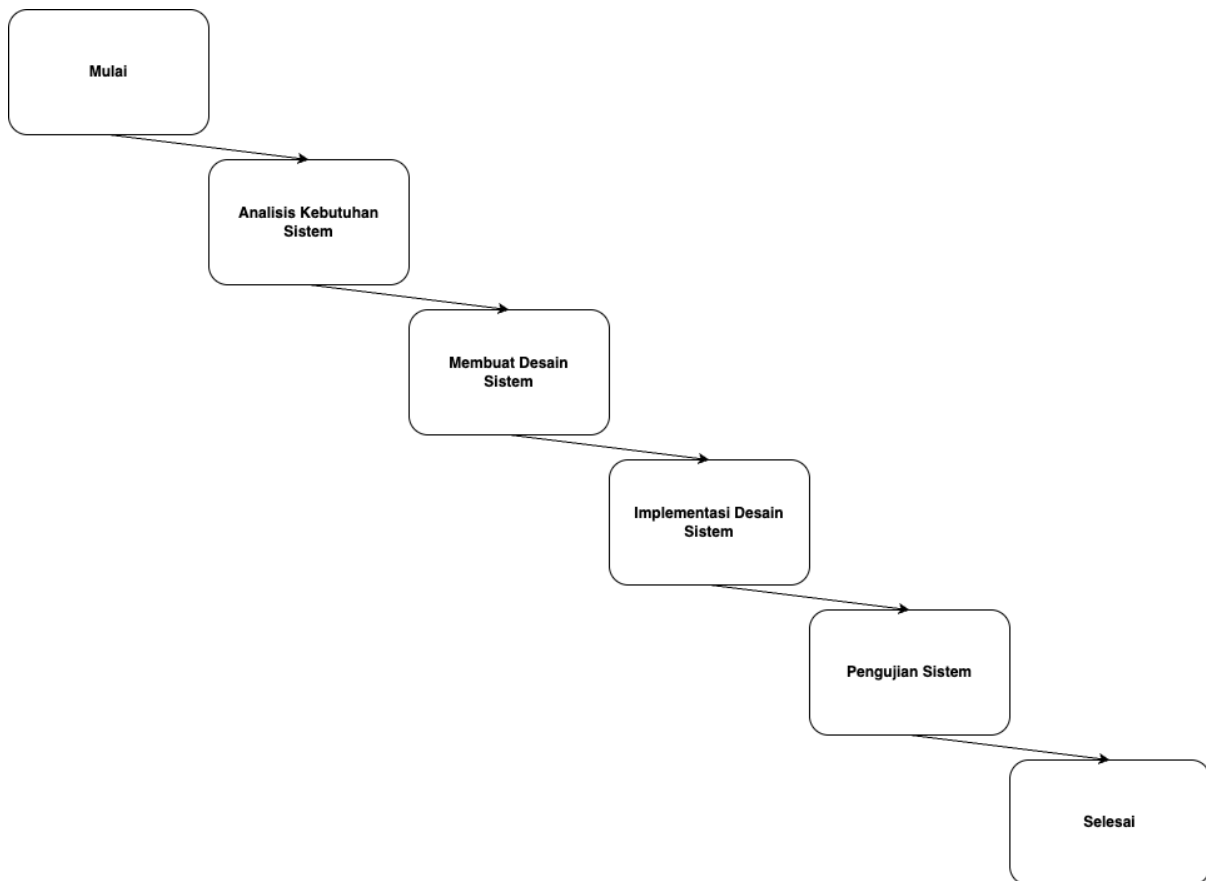 Mulai
Analisis Kebutuhan
Sistem
Membuat Desain
Sistem
Implementasi Desain
Sistem
Pengujian Sistem
Selesai